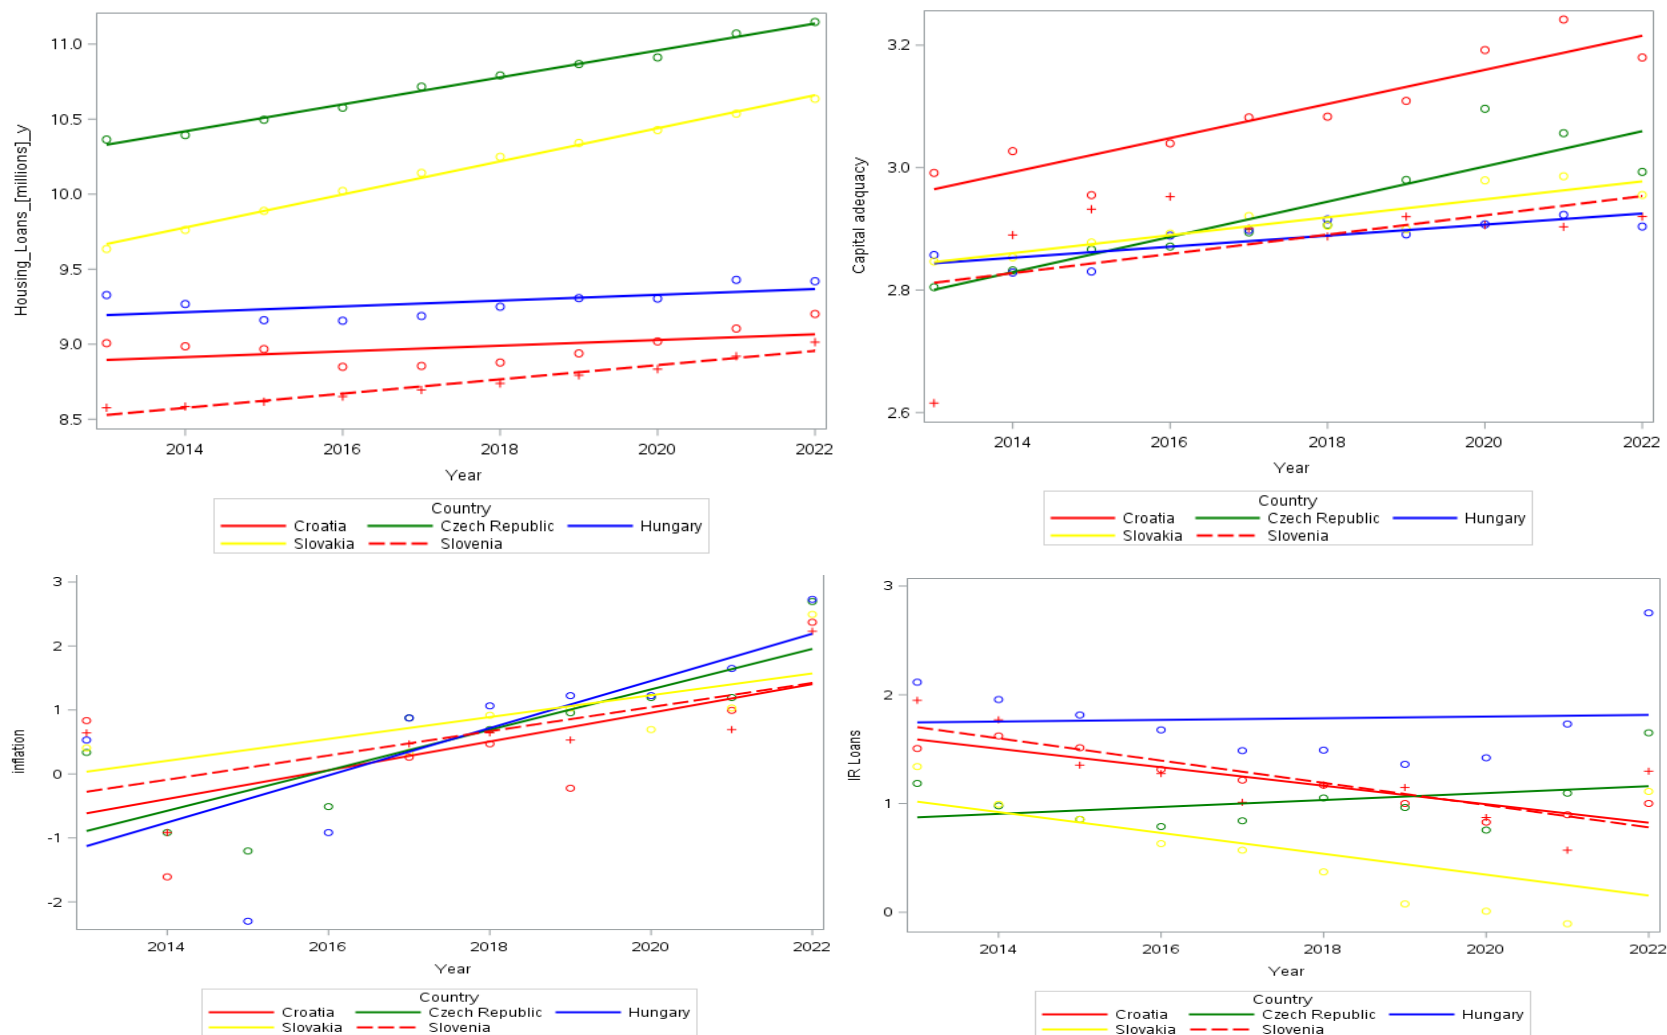 Housing_Loans_[millions]_y
11.0
10.5
10.0
9.5
9.0
8.5
2014 2016 2018 2020 2022
Year
Country
Croatia Czech Republic Hungary
Slovakia Slovenia
Capital adequacy
3.2
3.0
2.8
2.6
2014 2016 2018 2020 2022
Year
Country
Croatia Czech Republic Hungary
Slovakia Slovenia
inflation
3
2
1
0
-1
-2
2014 2016 2018 2020 2022
Year
Country
Croatia Czech Republic Hungary
Slovakia Slovenia
IR Loans
3
2
1
0
2014 2016 2018 2020 2022
Year
Country
Croatia Czech Republic Hungary
Slovakia Slovenia